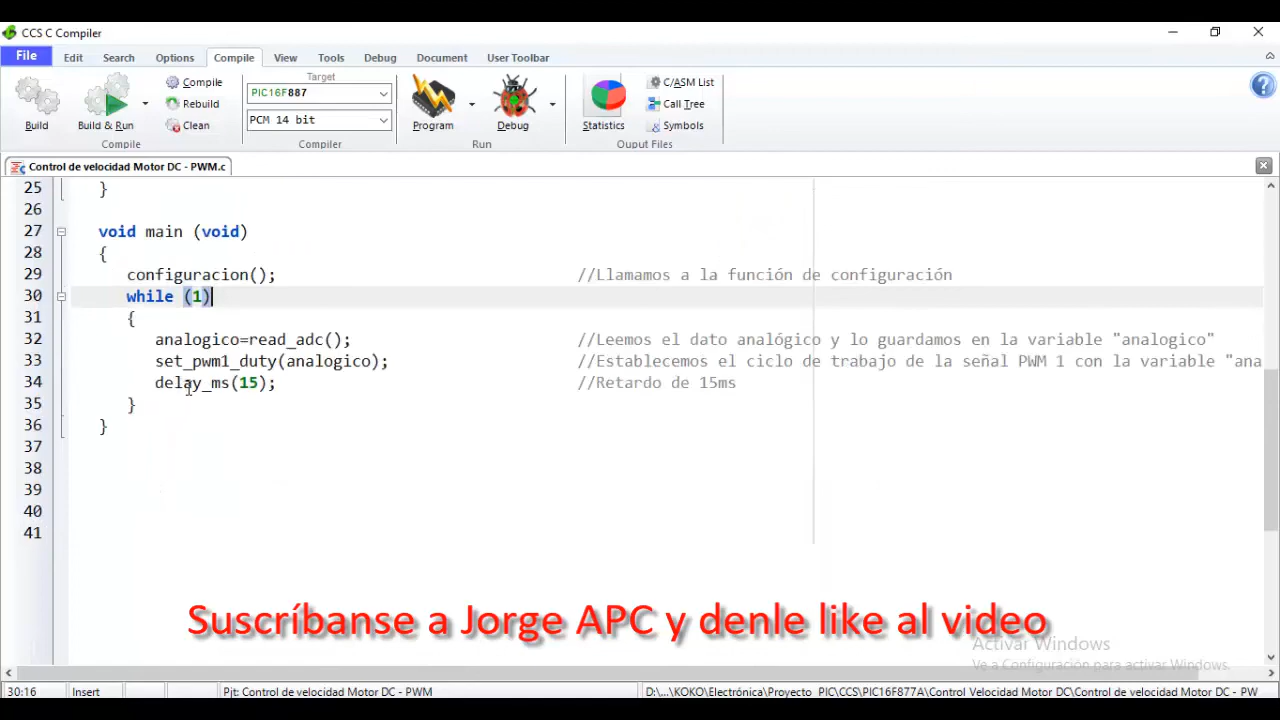 CCS C Compiler
File Edit Search Options Compile View Tools Debug Document User Toolbar
Target
Compile
PIC16F887
C/ASM List
Rebuild
Call Tree
PCM 14 bit
Build
Build & Run
Clean
Program
Debug
Statistics
Symbols
Compile
Compiler
Run
Ouput Files
Control de velocidad Motor DC - PWM.c
25 }
26
27 void main (void)
28 {
29 configuracion(); //Llamamos a la función de configuración
30 while (1)
31 {
32 analogico=read_adc(); //Leemos el dato analógico y lo guardamos en la variable "analogico"
33 set_pwm1_duty(analogico); //Establecemos el ciclo de trabajo de la señal PWM 1 con la variable "ana
34 delay_ms(15); //Retardo de 15ms
35 }
36 }
37
38
39
40
41
Suscríbanse a Jorge APC y denle like al video
Activar Windows
Ve a Configuración para activar Windows.
30:16 Insert Pjt: Control de velocidad Motor DC - PWM D:\...\KOKO\Electrónica\Proyecto PIC\CCS\PIC16F877A\Control Velocidad Motor DC\Control de velocidad Motor DC - PW